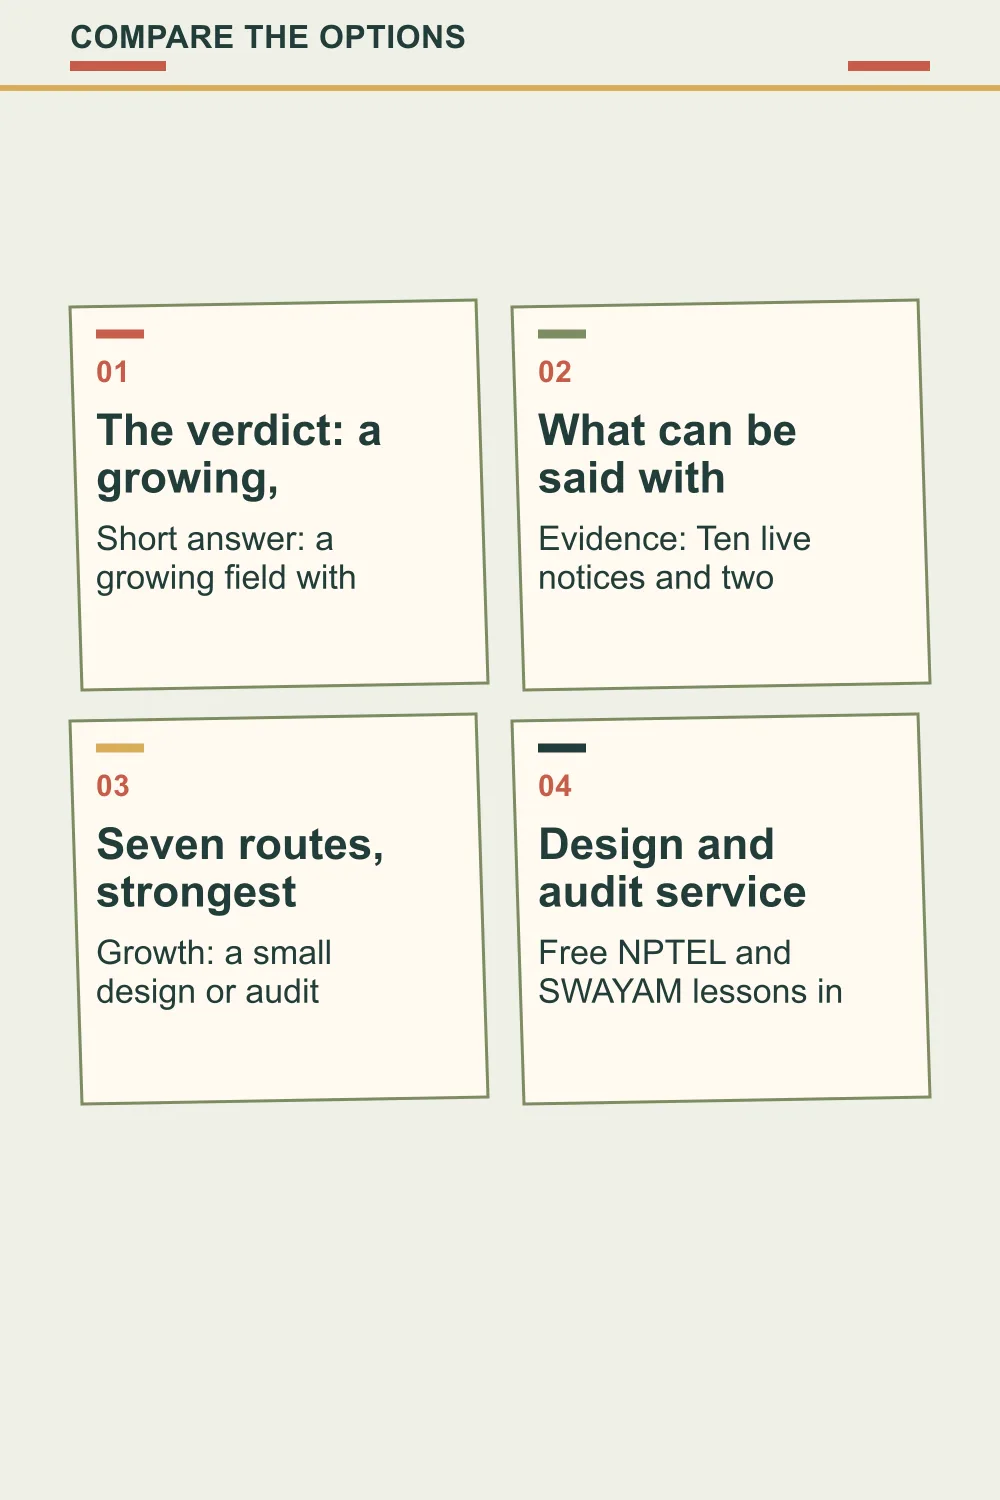 COMPARE THE OPTIONS
01
The verdict: a
growing,
Short answer: a
growing field with
02
What can be
said with
Evidence: Ten live
notices and two
03
Seven routes,
strongest
Growth: a small
design or audit
04
Design and
audit service
Free NPTEL and
SWAYAM lessons in